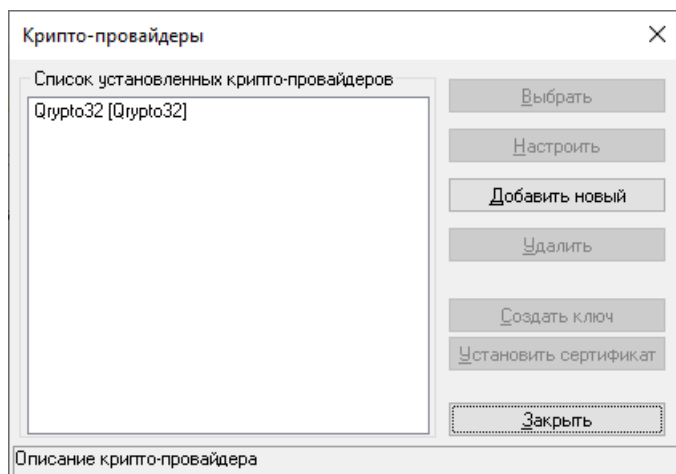 Крипто-провайдеры
Список установленных крипто-провайдеров
Qrypto32 [Qrypto32]
Выбрать
Настроить
Добавить новый
Удалить
Создать ключ
Установить сертификат
Закрыть
Описание крипто-провайдера